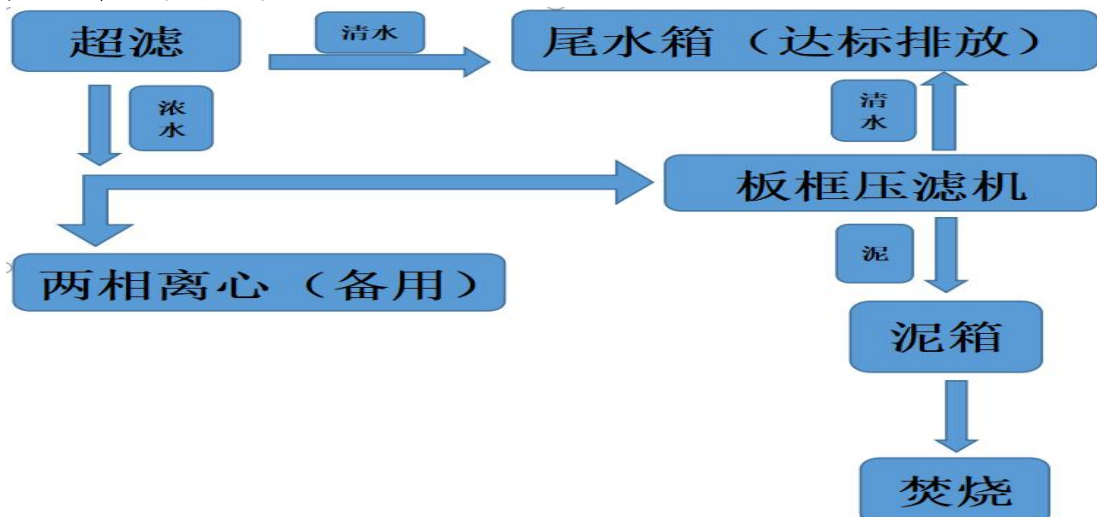 超滤
清水
尾水箱（达标排放）
浓
水
清
水
板框压滤机
两相离心（备用）
泥
泥箱
焚烧